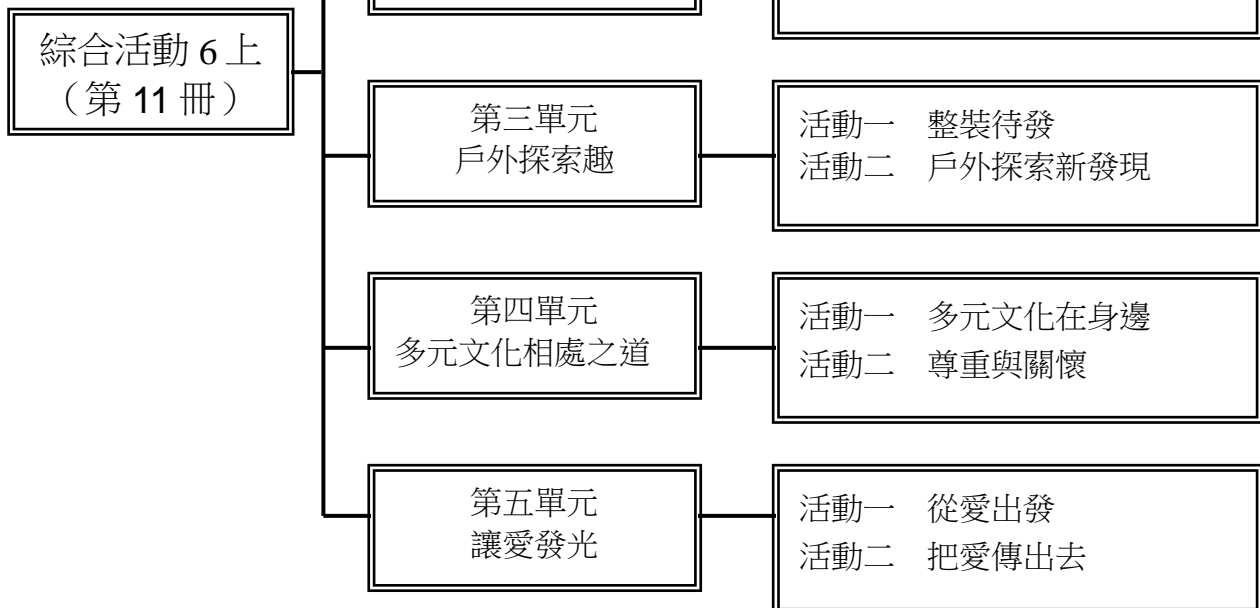 綜合活動 6 上
（第 11 冊）
第三單元
戶外探索趣
活動一　整裝待發
活動二　戶外探索新發現
第四單元
多元文化相處之道
活動一　多元文化在身邊
活動二　尊重與關懷
第五單元
讓愛發光
活動一　從愛出發
活動二　把愛傳出去